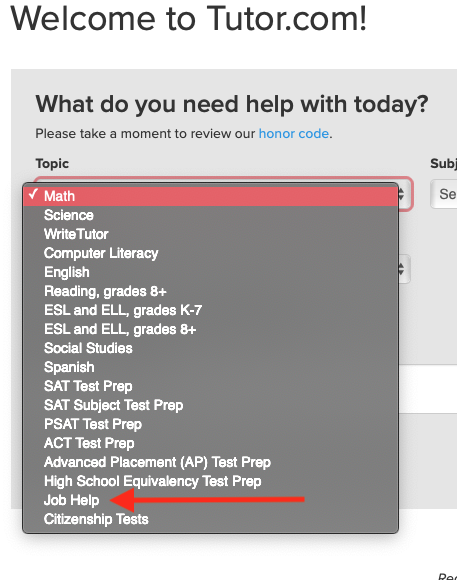 Welcome to Tutor.com!
What do you need help with today?
Please take a moment to review our honor code.
Topic
Subj
✓ Math
Se
Science
WriteTutor
Computer Literacy
English
Reading, grades 8+
ESL and ELL, grades K-7
ESL and ELL, grades 8+
Social Studies
Spanish
SAT Test Prep
SAT Subject Test Prep
PSAT Test Prep
ACT Test Prep
Advanced Placement (AP) Test Prep
High School Equivalency Test Prep
Job Help
Citizenship Tests